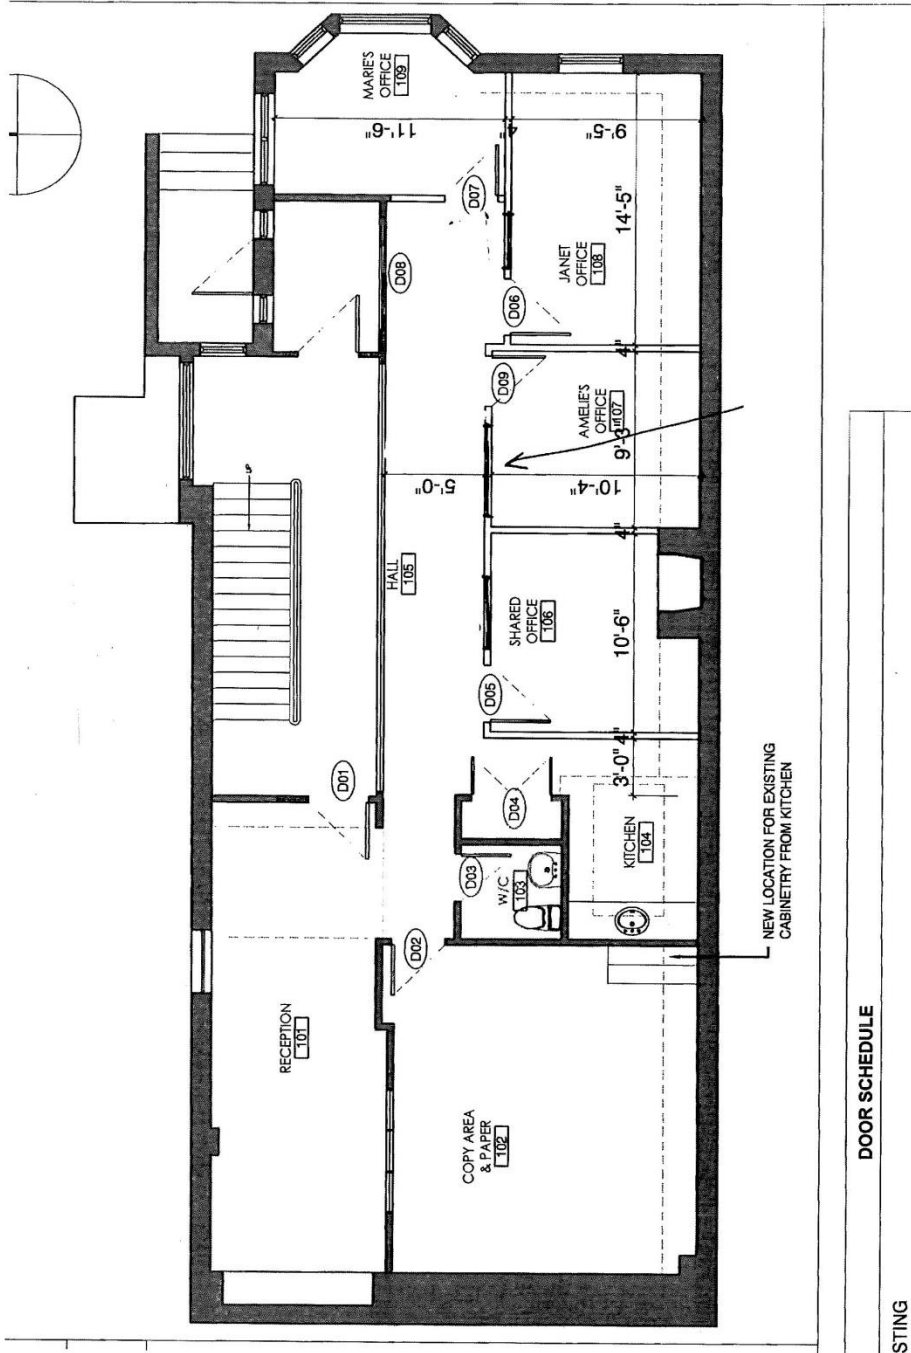 MARIE'S
OFFICE
109
11'-6"
4"
9'-5"
D07
D08
14'-5"
JANET
OFFICE
108
D06
4"
D09
AMELIE'S
OFFICE
107
9'-3"
UP
5'-0"
10'-4"
4"
HALL
105
SHARED
OFFICE
106
10'-6"
D05
4"
3'-0"
D01
D04
KITCHEN
104
D03
W/C
103
D02
NEW LOCATION FOR EXISTING
CABINETRY FROM KITCHEN
RECEPTION
101
COPY AREA
& PAPER
102
DOOR SCHEDULE
STING